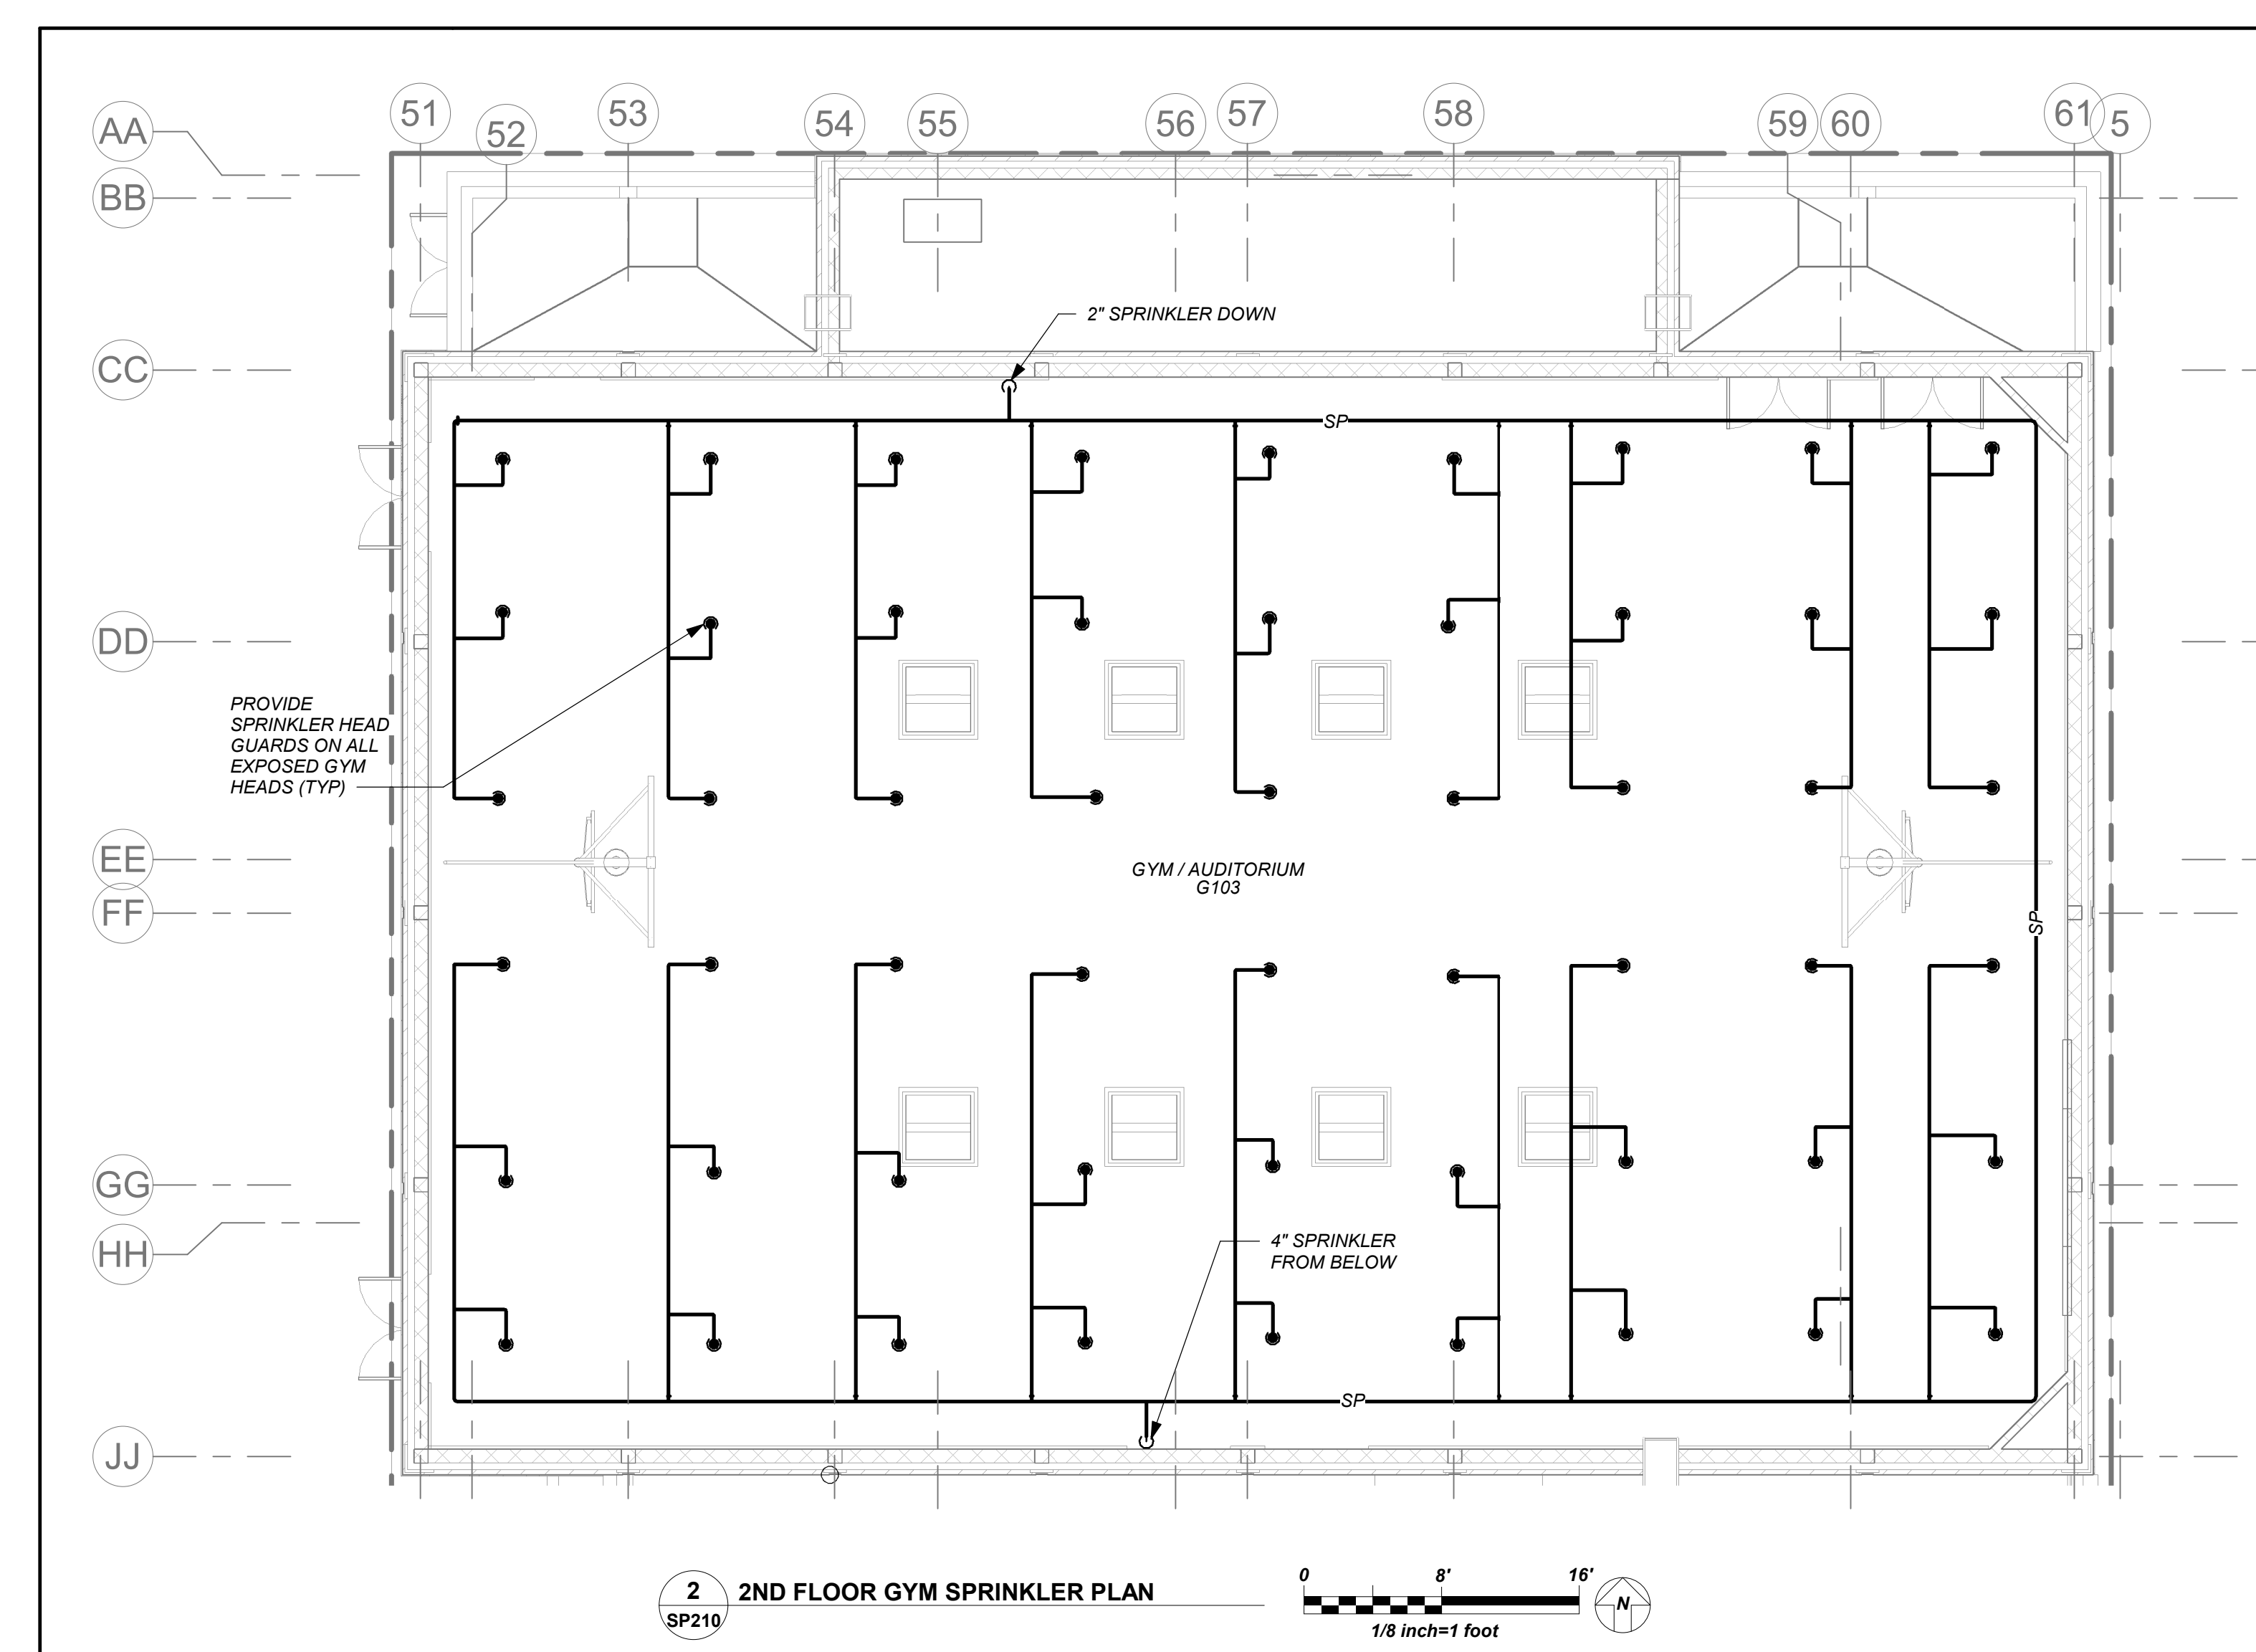 51
52
53
54
55
56
57
58
59
60
61
5
AA
BB
2" SPRINKLER DOWN
CC
SP
DD
PROVIDE
SPRINKLER HEAD
GUARDS ON ALL
EXPOSED GYM
HEADS (TYP)
EE
GYM / AUDITORIUM
G103
FF
SP
GG
HH
4" SPRINKLER
FROM BELOW
SP
JJ
2
SP210
2ND FLOOR GYM SPRINKLER PLAN
0 8' 16'
1/8 inch=1 foot
N